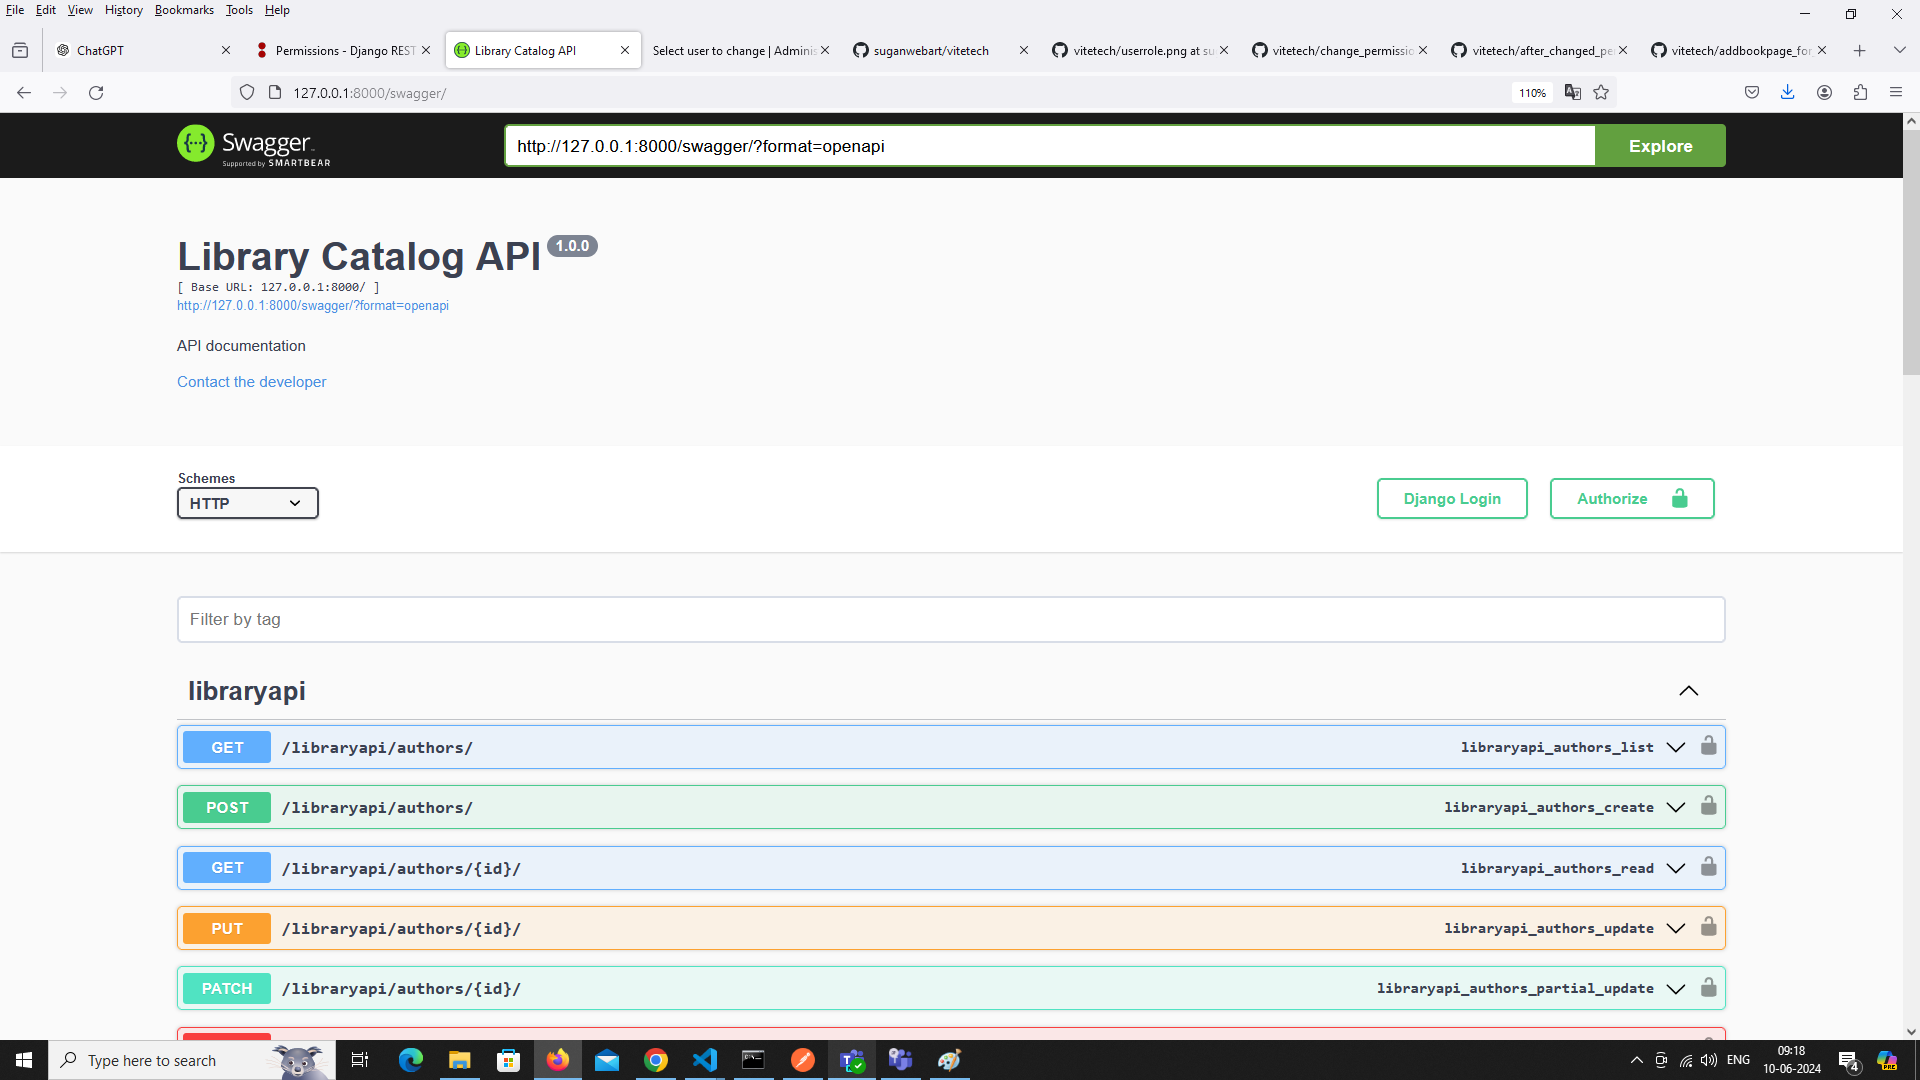 File Edit View History Bookmarks Tools Help
ChatGPT
Permissions - Django REST
Library Catalog API
Select user to change | Adminis
suganwebart/vitetech
vitetech/userrole.png at su
vitetech/change_permissio
vitetech/after_changed_pe
vitetech/addbookpage_for
127.0.0.1:8000/swagger/
110%
Swagger
Supported by SMARTBEAR
http://127.0.0.1:8000/swagger/?format=openapi
Explore
Library Catalog API 1.0.0
[ Base URL: 127.0.0.1:8000/ ]
http://127.0.0.1:8000/swagger/?format=openapi
API documentation
Contact the developer
Schemes
HTTP
Django Login
Authorize
Filter by tag
libraryapi
GET /libraryapi/authors/ libraryapi_authors_list
POST /libraryapi/authors/ libraryapi_authors_create
GET /libraryapi/authors/{id}/ libraryapi_authors_read
PUT /libraryapi/authors/{id}/ libraryapi_authors_update
PATCH /libraryapi/authors/{id}/ libraryapi_authors_partial_update
Type here to search
ENG
09:18
10-06-2024
4
PRE